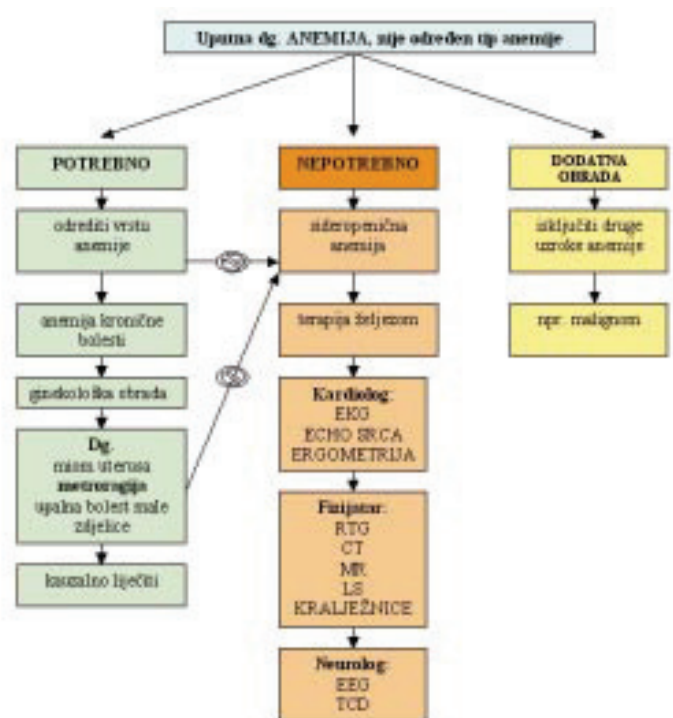 Uputna dg. ANEMIJA, nije određen tip anemije
POTREBNO
odrediti vrstu
anemije
anemija kronične
bolesti
ginekološka obrada
Dg.
miom uterusa
metroragija
upalna bolest male
zdjelice
kauzalno liječiti
NEPOTREBNO
sideropenična
anemija
terapija željezom
Kardiolog:
EKG
ECHO SRCA
ERGOMETRIJA
Fizijatar:
RTG
CT
MR
LS
KRALJEŽNICE
Neurolog:
EEG
TCD
DODATNA
OBRADA
isključiti druge
uzroke anemije
npr. malignom